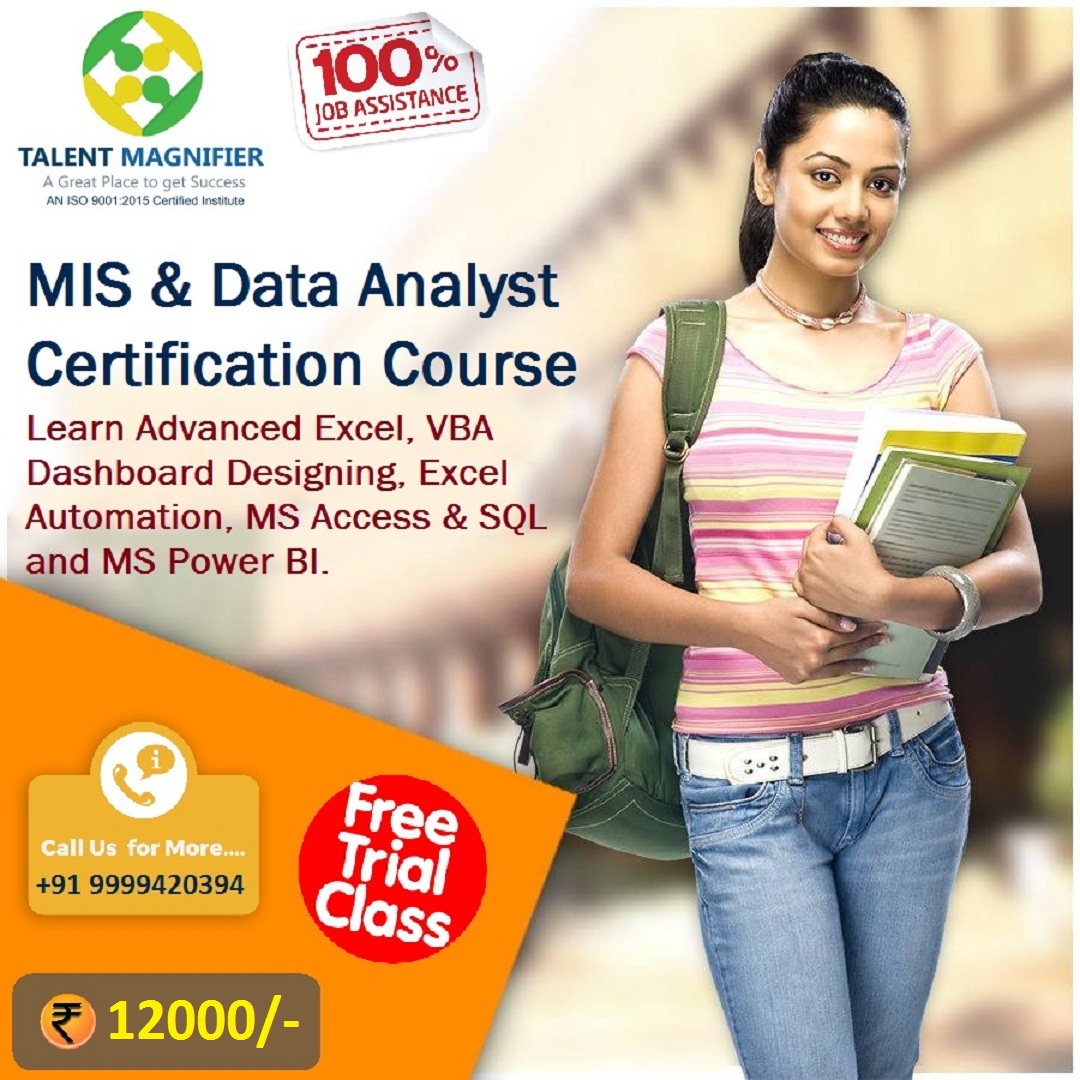 TALENT MAGNIFIER
A Great Place to get Success
AN ISO 9001:2015 Certified Institute
100%
JOB ASSISTANCE
MIS & Data Analyst
Certification Course
Learn Advanced Excel, VBA
Dashboard Designing, Excel
Automation, MS Access & SQL
and MS Power BI.
i
Call Us for More....
+91 9999420394
Free
Trial
Class
₹ 12000/-